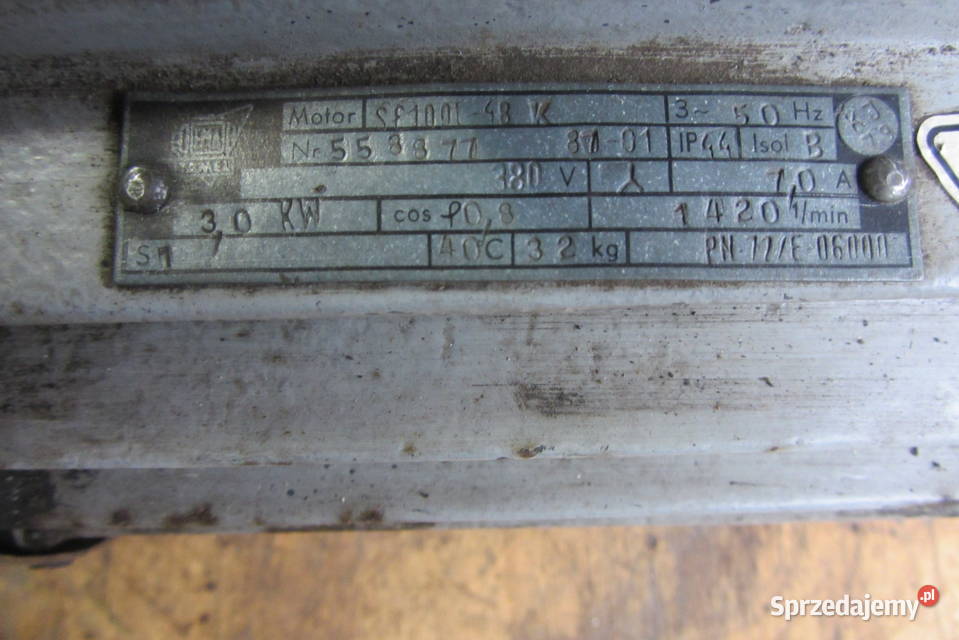 Motor Sf100L-4B K 3~ 50 Hz
Nr 558877 81-01 IP44 Isol B
380 V 7,0 A
3,0 KW cos φ0,8 1420 1/min
S1 40C 32 kg PN-72/E-06000
Sprzedajemy.pl